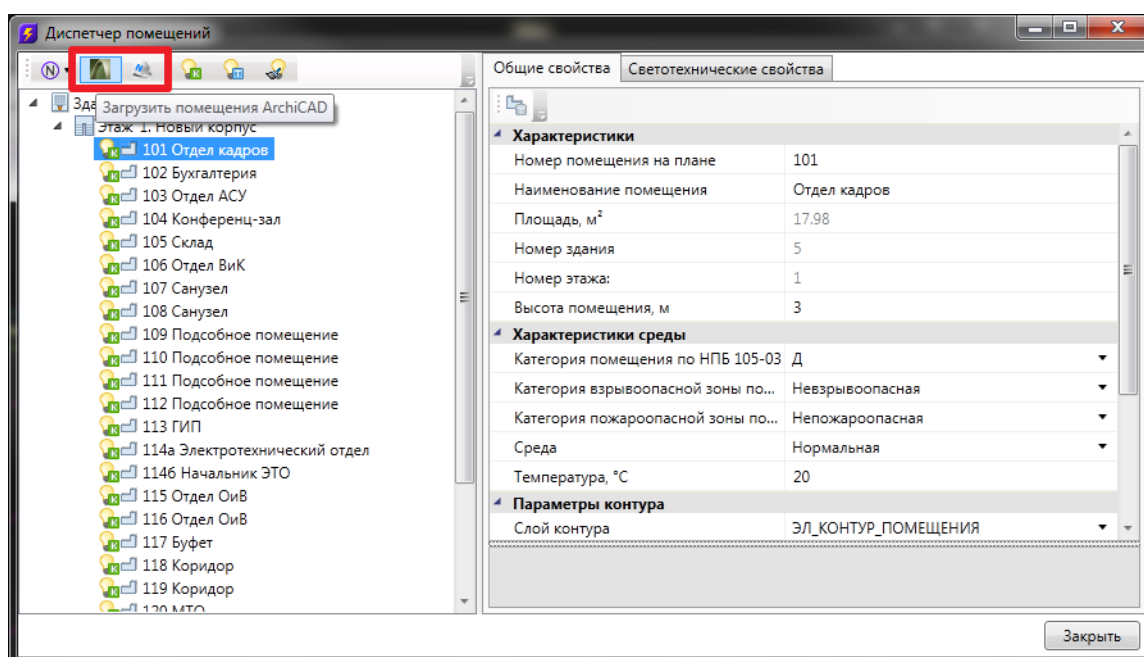 Диспетчер помещений
N
К
Т
Общие свойства
Светотехнические свойства
Зда
Загрузить помещения ArchiCAD
Этаж 1. Новый корпус
101 Отдел кадров
102 Бухгалтерия
103 Отдел АСУ
104 Конференц-зал
105 Склад
106 Отдел ВиК
107 Санузел
108 Санузел
109 Подсобное помещение
110 Подсобное помещение
111 Подсобное помещение
112 Подсобное помещение
113 ГИП
114а Электротехнический отдел
114б Начальник ЭТО
115 Отдел ОиВ
116 Отдел ОиВ
117 Буфет
118 Коридор
119 Коридор
120 МТО
Характеристики
Номер помещения на плане 101
Наименование помещения Отдел кадров
Площадь, м² 17.98
Номер здания 5
Номер этажа: 1
Высота помещения, м 3
Характеристики среды
Категория помещения по НПБ 105-03 Д
Категория взрывоопасной зоны по... Невзрывоопасная
Категория пожароопасной зоны по... Непожароопасная
Среда Нормальная
Температура, °C 20
Параметры контура
Слой контура ЭЛ_КОНТУР_ПОМЕЩЕНИЯ
Закрыть